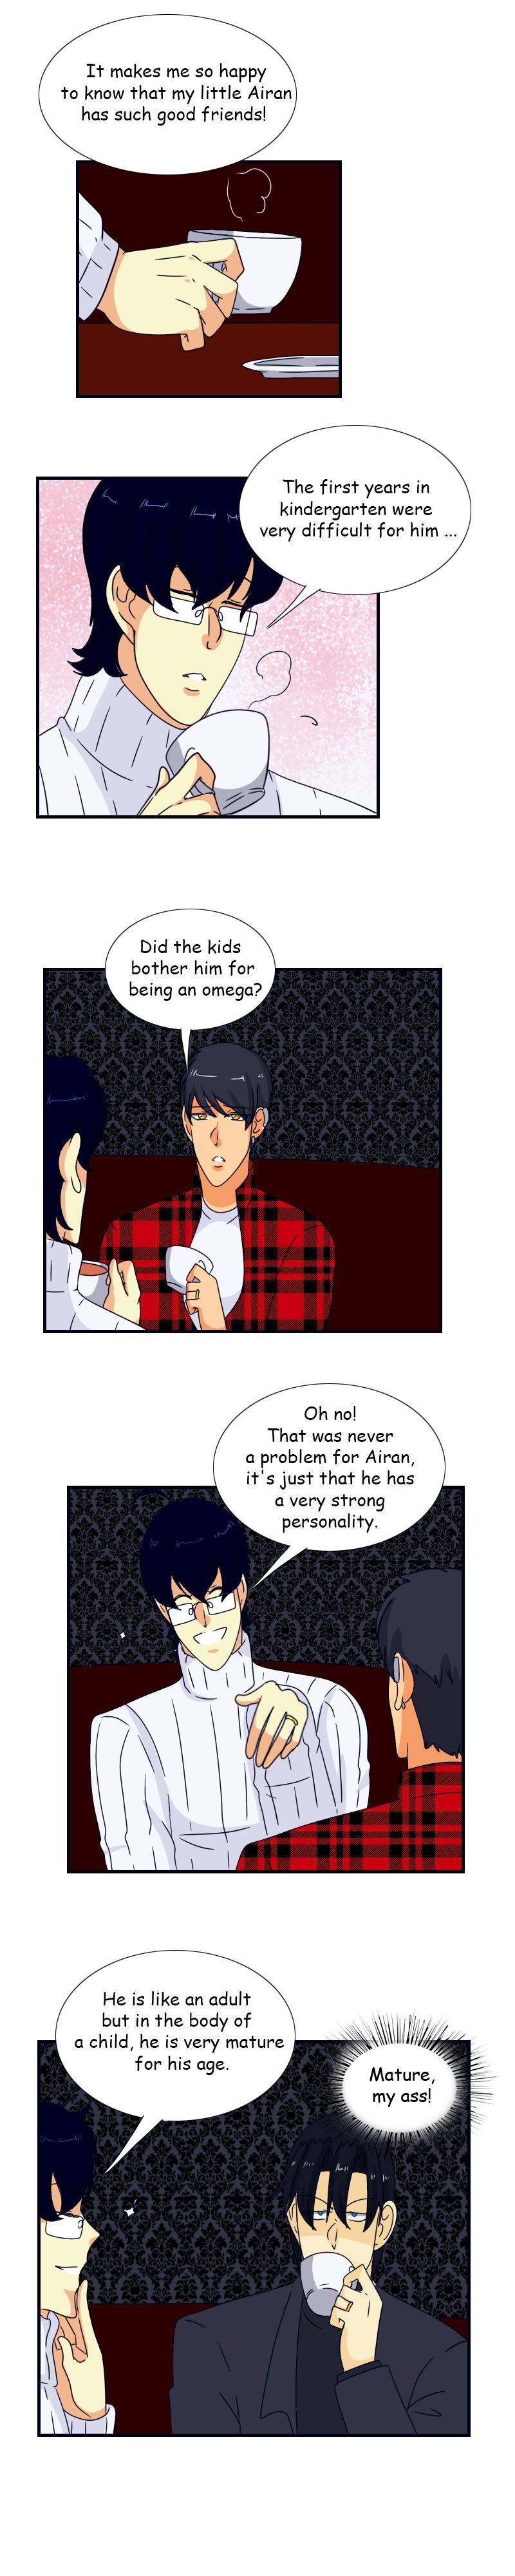 It makes me so happy
to know that my little Airan
has such good friends!
The first years in
kindergarten were
very difficult for him ...
Did the kids
bother him for
being an omega?
Oh no!
That was never
a problem for Airan,
it's just that he has
a very strong
personality.
He is like an adult
but in the body of
a child, he is very mature
for his age.
Mature,
my ass!